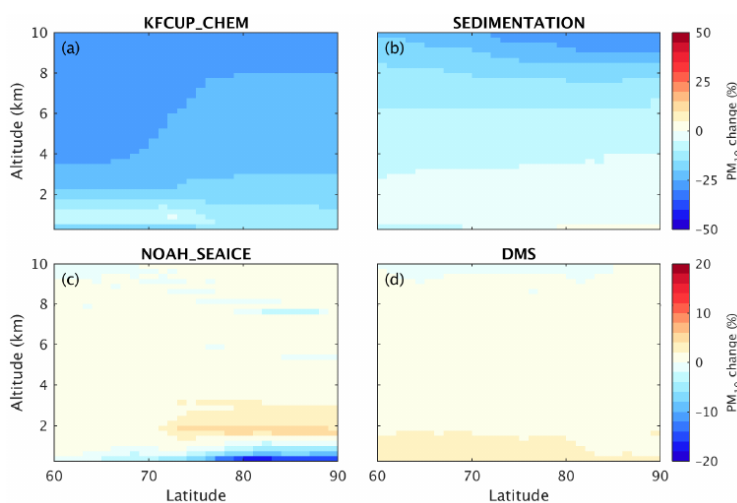 KFCUP_CHEM SEDIMENTATION
(a) (b)
10
8
6
4
2
Altitude (km)
50
25
0
-25
-50
PM10 change (%)
NOAH_SEAICE DMS
(c) (d)
10
8
6
4
2
Altitude (km)
60 70 80 90 60 70 80 90
Latitude Latitude
20
10
0
-10
-20
PM10 change (%)